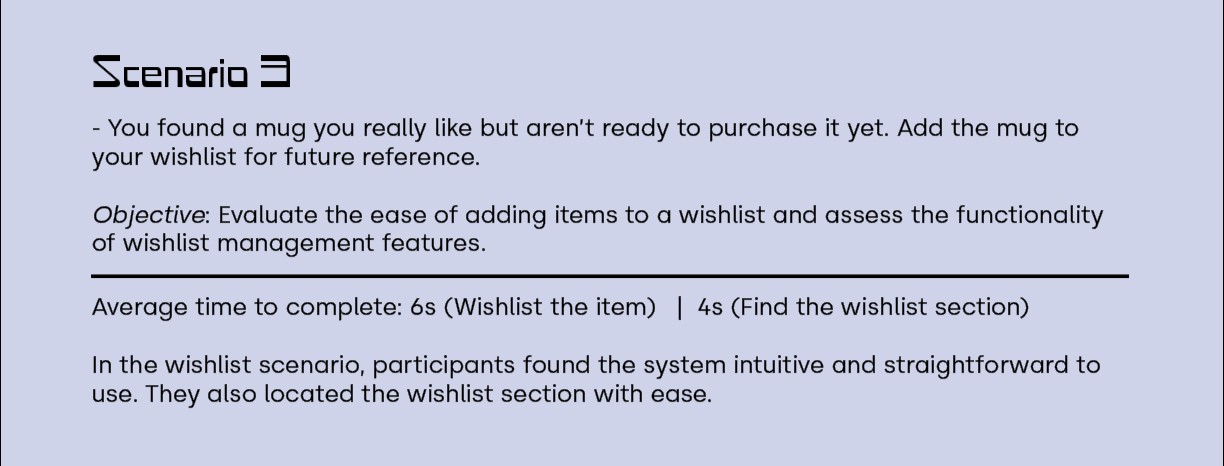 Scenario 3
- You found a mug you really like but aren’t ready to purchase it yet. Add the mug to
your wishlist for future reference.
Objective: Evaluate the ease of adding items to a wishlist and assess the functionality
of wishlist management features.
Average time to complete: 6s (Wishlist the item) | 4s (Find the wishlist section)
In the wishlist scenario, participants found the system intuitive and straightforward to
use. They also located the wishlist section with ease.